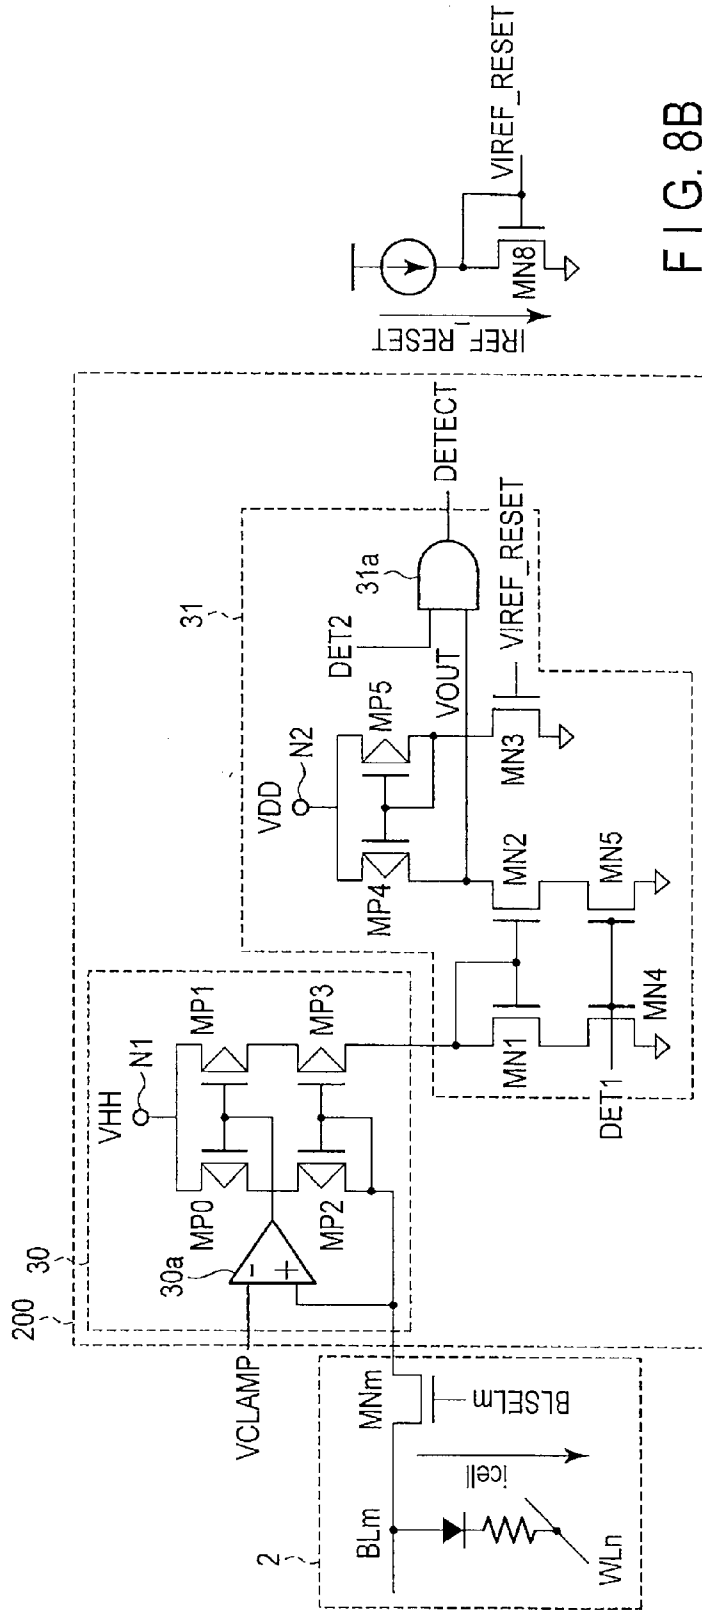 200
30
VHH
N1
MP0
MP1
30a
MP2
MP3
VCLAMP
2
BLm
MNm
BLSELm
icell
WLn
31
VDD
N2
MP4
MP5
DET2
31a
DETECT
VOUT
VIREF_RESET
MN3
MN1
MN2
DET1
MN4
MN5
IREF_RESET
MN8
VIREF_RESET
FIG. 8B